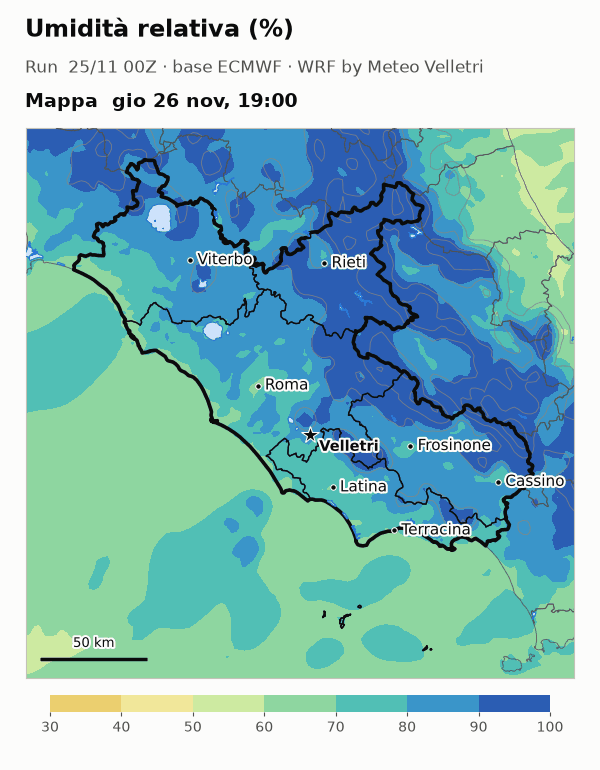 Umidità relativa (%)
Run 25/11 00Z · base ECMWF · WRF by Meteo Velletri
Mappa gio 26 nov, 19:00
Viterbo
Rieti
Roma
Velletri
Frosinone
Latina
Cassino
Terracina
50 km
30 40 50 60 70 80 90 100